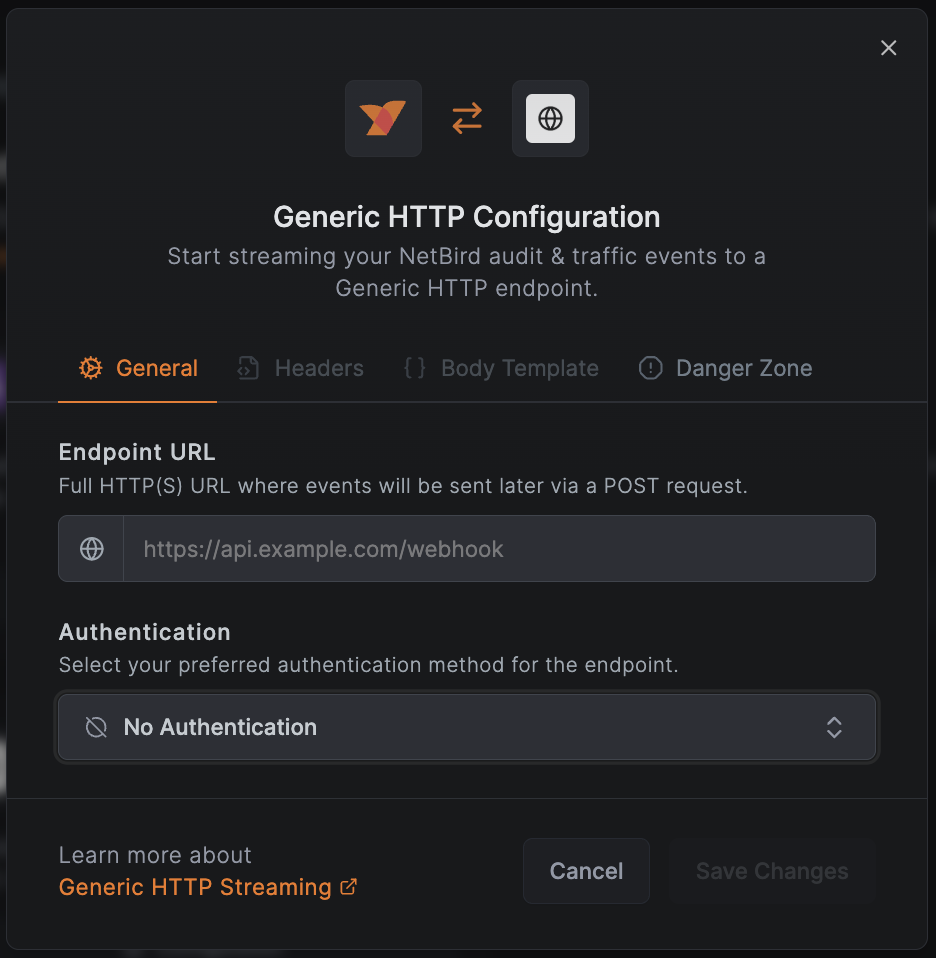 Generic HTTP Configuration
Start streaming your NetBird audit & traffic events to a
Generic HTTP endpoint.
General
Headers
Body Template
Danger Zone
Endpoint URL
Full HTTP(S) URL where events will be sent later via a POST request.
https://api.example.com/webhook
Authentication
Select your preferred authentication method for the endpoint.
No Authentication
Learn more about
Generic HTTP Streaming
Cancel
Save Changes